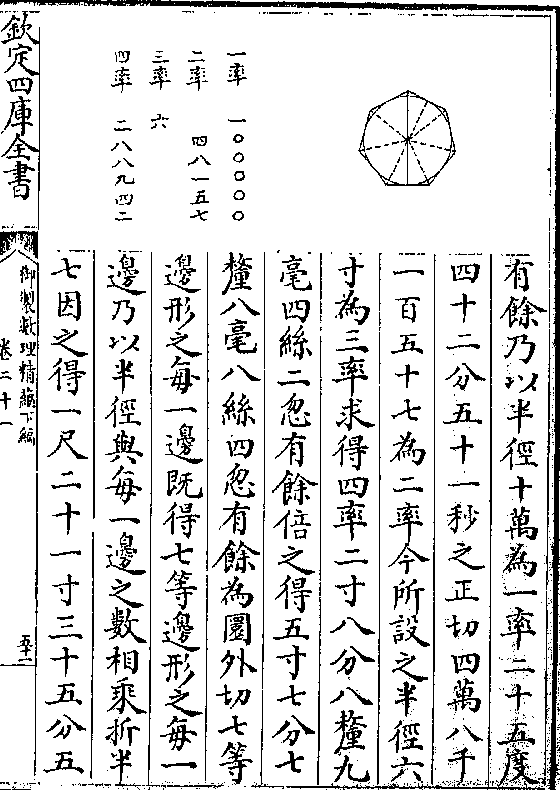 一率 一〇〇〇〇〇
二率 四八一五七
三率 六
四率 二八八九四二
有餘乃以半徑十萬為一率二十五度
四十二分五十一秒之正切四萬八千
一百五十七為二率今所設之半徑六
寸為三率求得四率二寸八分八釐九
毫四絲二忽有餘倍之得五寸七分七
釐八毫八絲四忽有餘為圜外切七等
邊形之每一邊既得七等邊形之每一
邊乃以半徑與每一邊之數相乘折半
七因之得一尺二十一寸三十五分五
欽定四庫全書
御製數理精藴下編
卷二十一